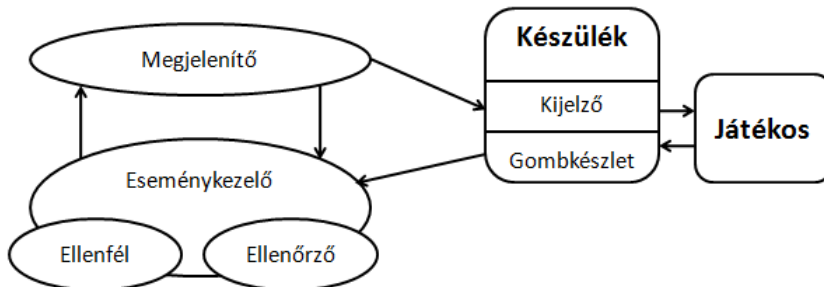 Megjelenítő
Készülék
Kijelző
Gombkészlet
Játékos
Eseménykezelő
Ellenfél
Ellenőrző